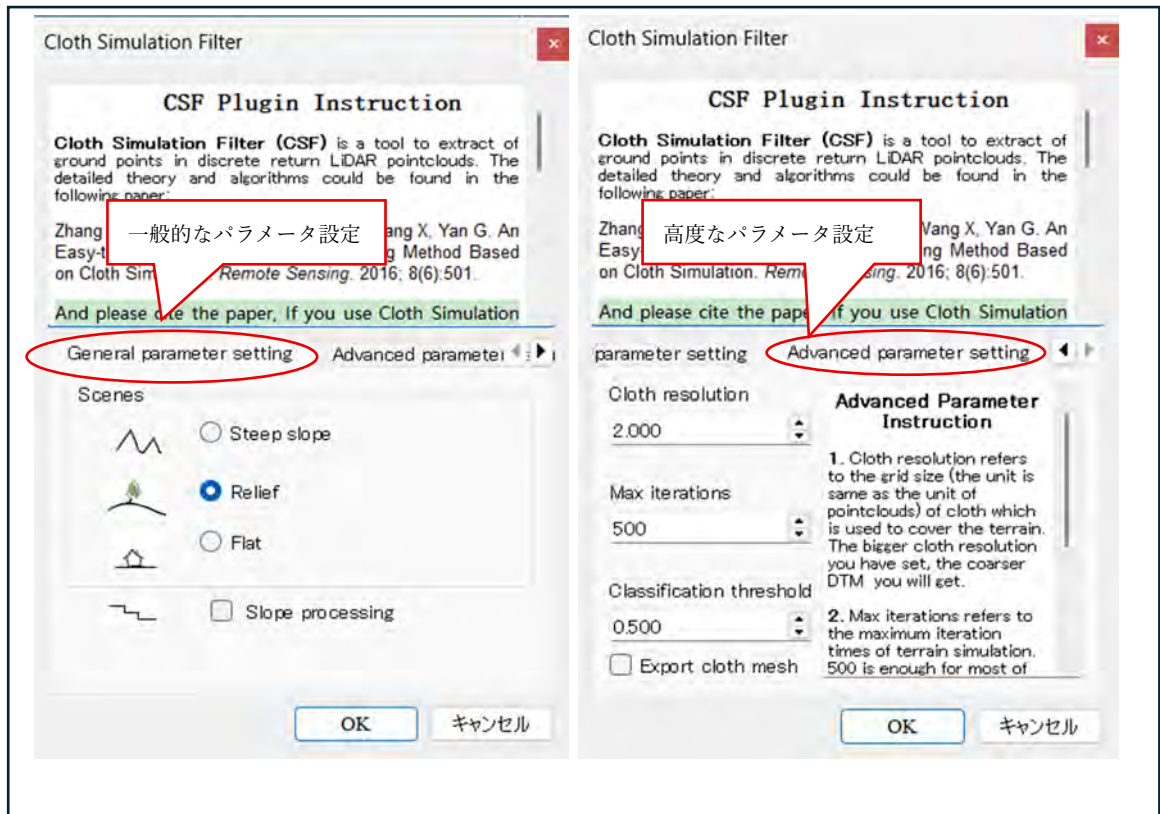 Cloth Simulation Filter
CSF Plugin Instruction
Cloth Simulation Filter (CSF) is a tool to extract of
ground points in discrete return LiDAR pointclouds. The
detailed theory and algorithms could be found in the
following paper:
Zhang
一般的なパラメータ設定
ang X, Yan G. An
Easy-t
g Method Based
on Cloth Sim
Remote Sensing. 2016; 8(6):501.
And please cite the paper, If you use Cloth Simulation
General parameter setting
Advanced parameter
Scenes
Steep slope
Relief
Flat
Slope processing
OK
キャンセル
Cloth Simulation Filter
CSF Plugin Instruction
Cloth Simulation Filter (CSF) is a tool to extract of
ground points in discrete return LiDAR pointclouds. The
detailed theory and algorithms could be found in the
following paper:
Zhang
高度なパラメータ設定
Wang X, Yan G. An
Easy
ng Method Based
on Cloth Simulation. Rem
sing. 2016; 8(6):501.
And please cite the pape
If you use Cloth Simulation
parameter setting
Advanced parameter setting
Cloth resolution
2.000
Max iterations
500
Classification threshold
0.500
Export cloth mesh
Advanced Parameter
Instruction
1. Cloth resolution refers
to the grid size (the unit is
same as the unit of
pointclouds) of cloth which
is used to cover the terrain.
The bigger cloth resolution
you have set, the coarser
DTM you will get.
2. Max iterations refers to
the maximum iteration
times of terrain simulation.
500 is enough for most of
OK
キャンセル